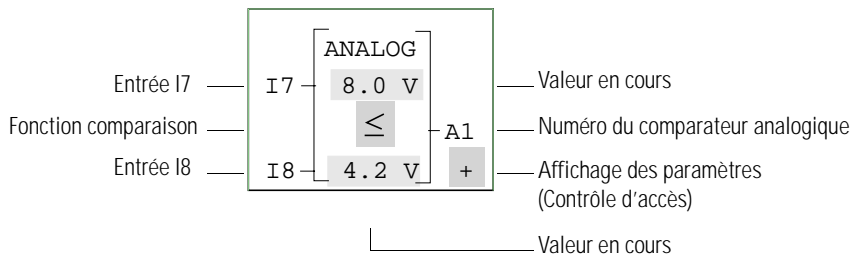 ANALOG
Entrée I7 I7 8.0 V Valeur en cours
Fonction comparaison ≤ A1 Numéro du comparateur analogique
Entrée I8 I8 4.2 V + Affichage des paramètres
(Contrôle d'accès)
Valeur en cours